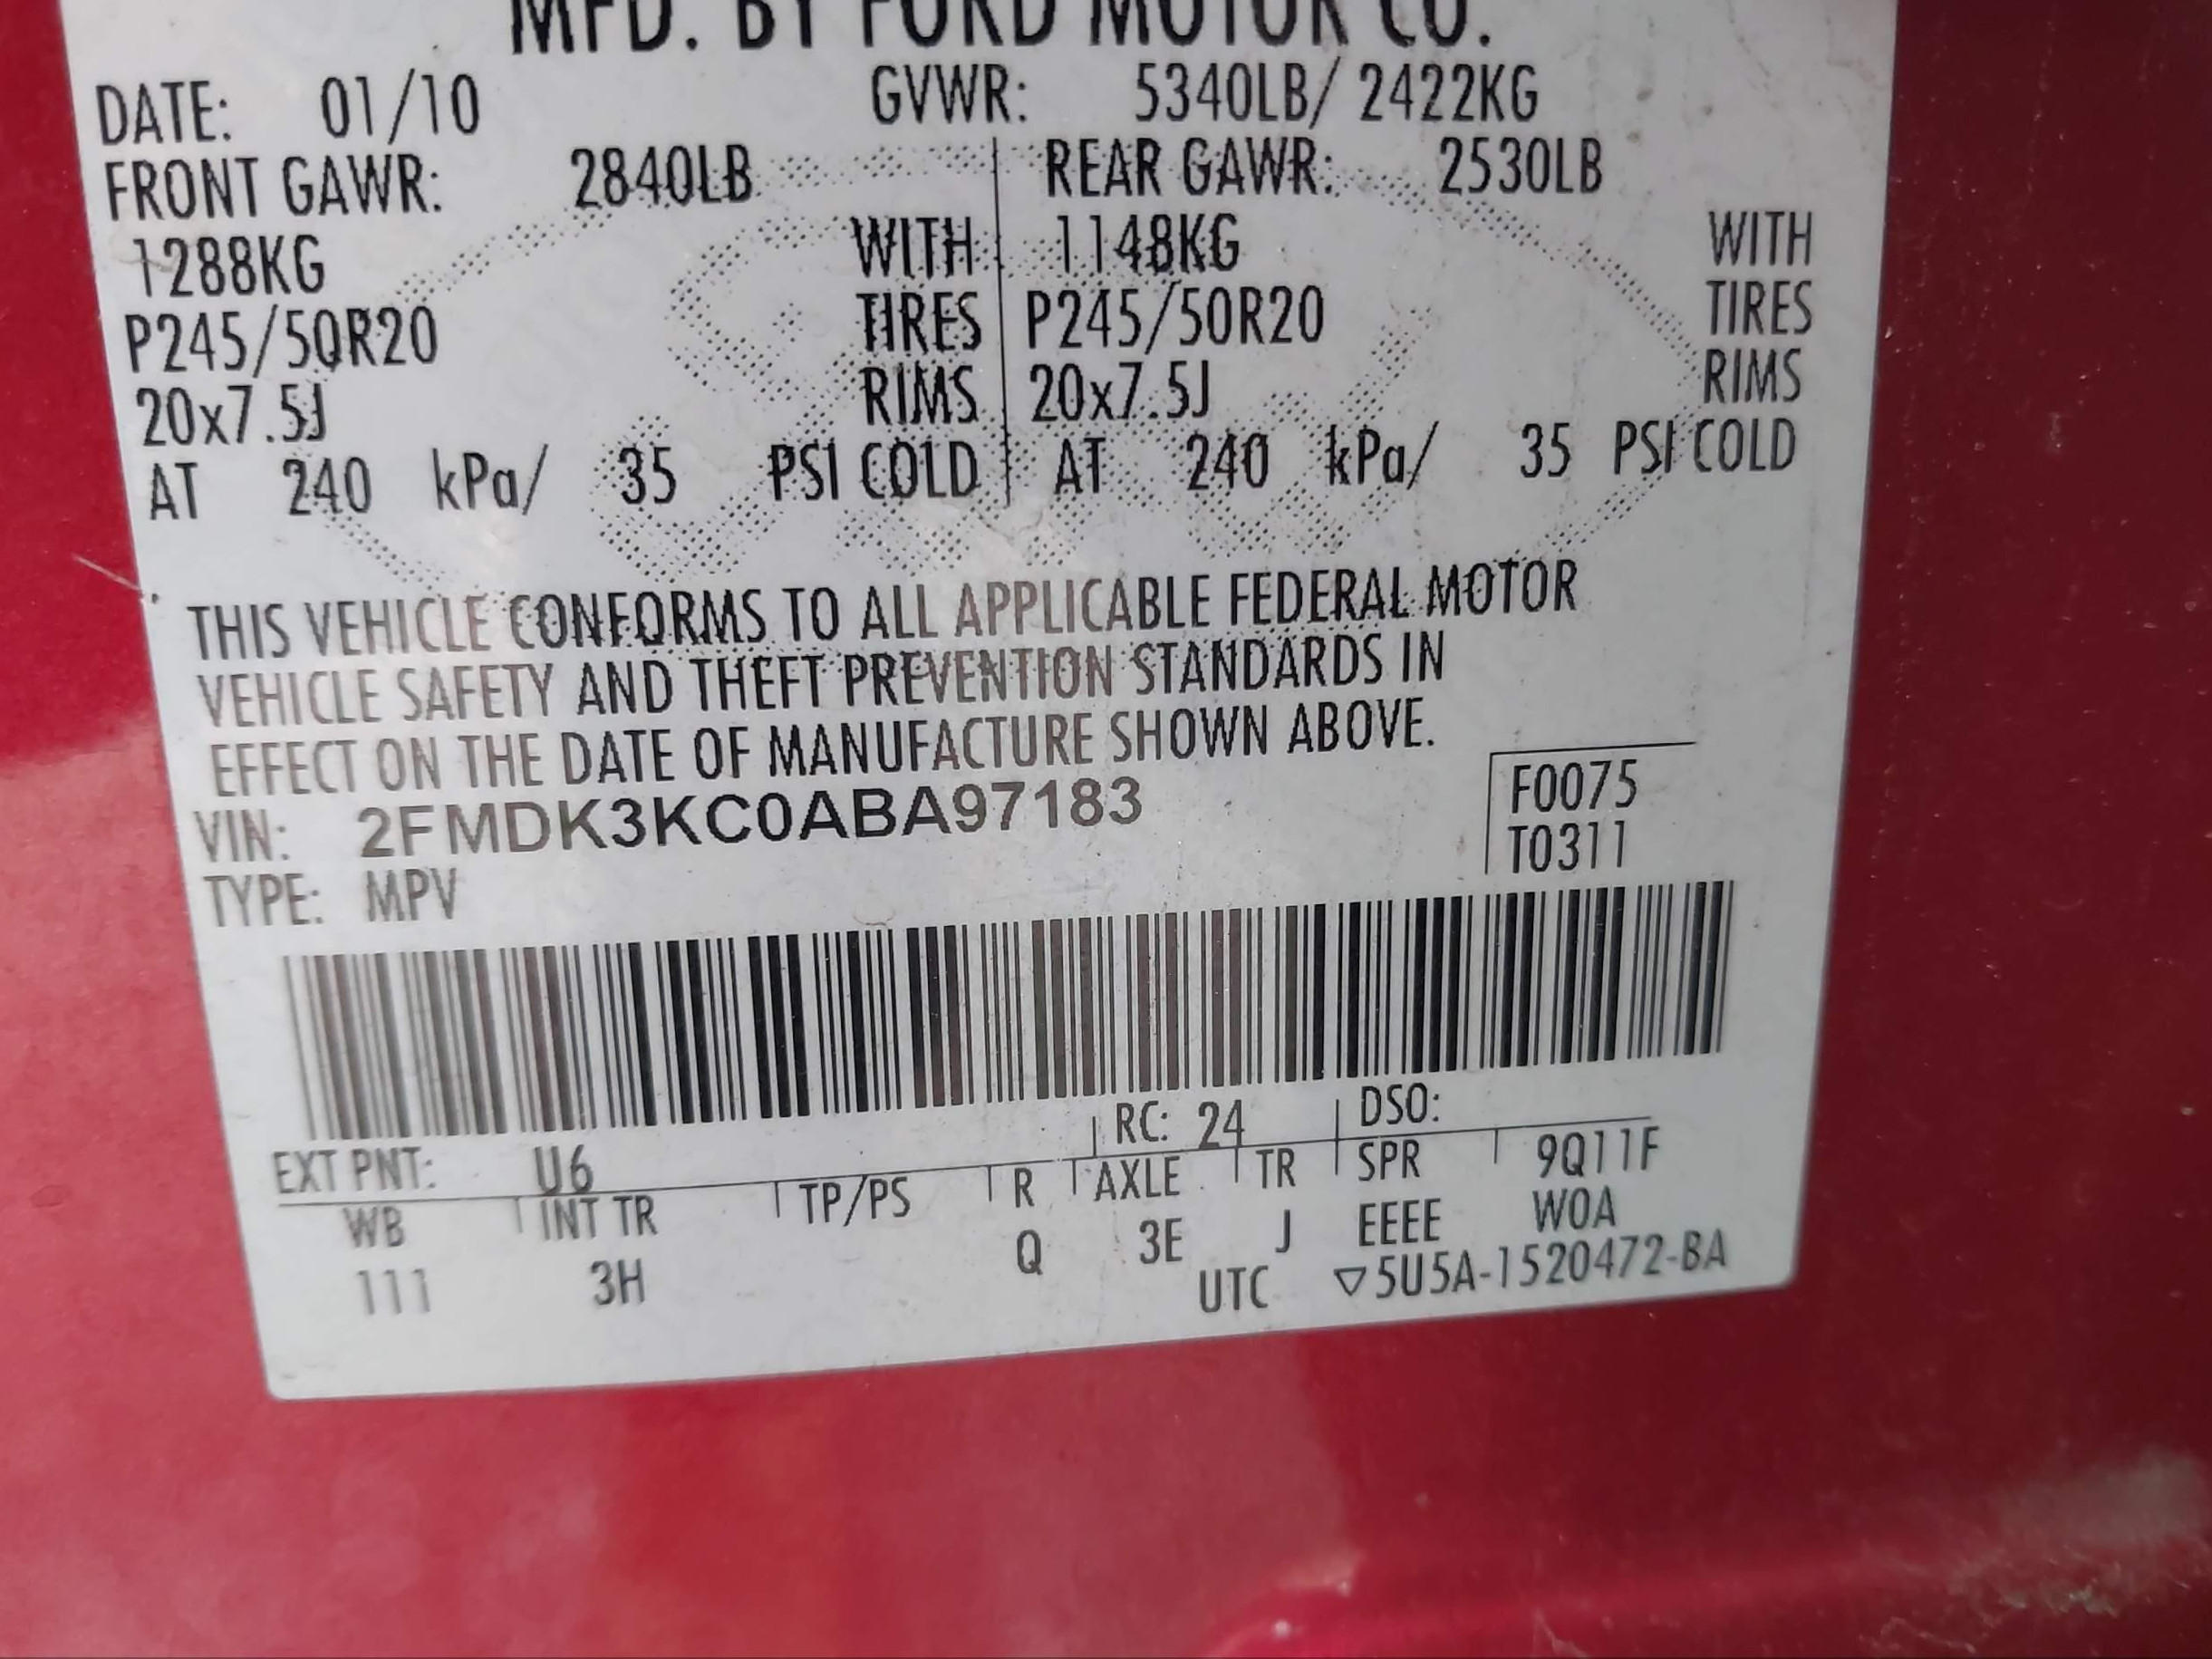 MFD. BY FORD MOTOR CO.
DATE: 01/10 GVWR: 5340LB/ 2422KG
FRONT GAWR: 2840LB REAR GAWR: 2530LB
1288KG WITH 1148KG WITH
P245/50R20 TIRES P245/50R20 TIRES
20x7.5J RIMS 20x7.5J RIMS
AT 240 kPa/ 35 PSI COLD AT 240 kPa/ 35 PSI COLD
THIS VEHICLE CONFORMS TO ALL APPLICABLE FEDERAL MOTOR
VEHICLE SAFETY AND THEFT PREVENTION STANDARDS IN
EFFECT ON THE DATE OF MANUFACTURE SHOWN ABOVE.
VIN: 2FMDK3KC0ABA97183 F0075
TYPE: MPV T0311
EXT PNT: U6 RC: 24 DSO:
WB INT TR TP/PS R AXLE TR SPR 9Q11F
111 3H Q 3E J EEEE W0A
UTC ▽5U5A-1520472-BA